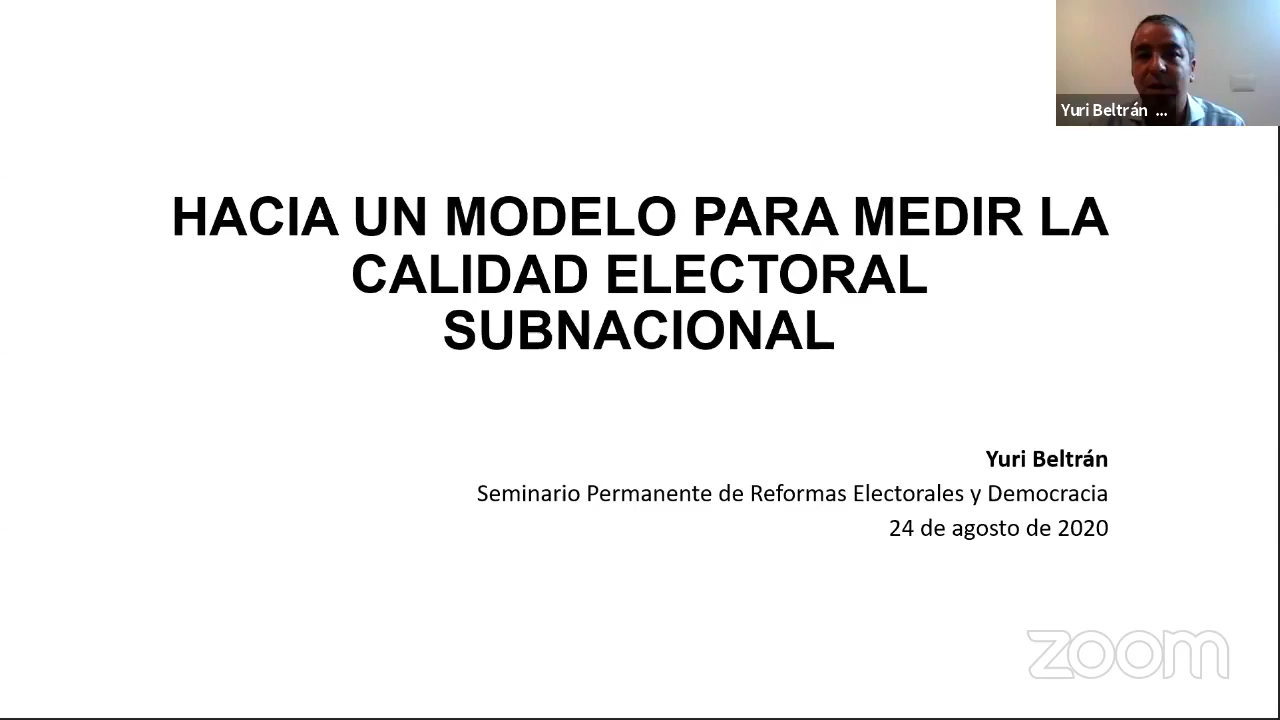 Yuri Beltrán ...
HACIA UN MODELO PARA MEDIR LA
CALIDAD ELECTORAL
SUBNACIONAL
Yuri Beltrán
Seminario Permanente de Reformas Electorales y Democracia
24 de agosto de 2020
zoom